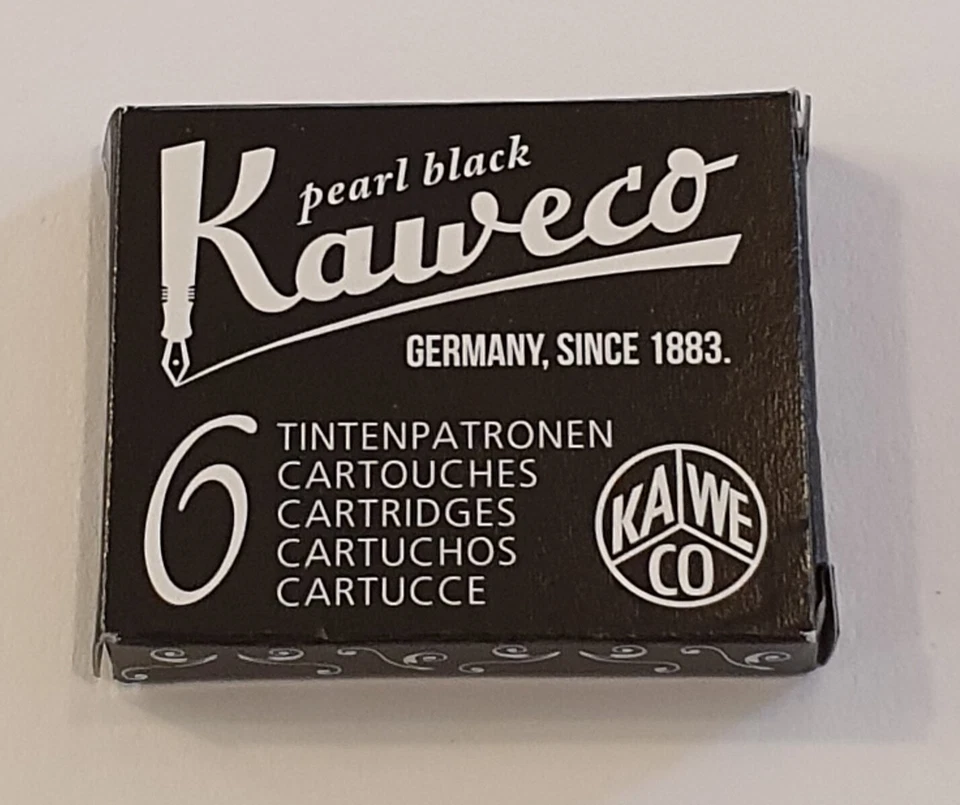 pearl black
Kaweco
GERMANY, SINCE 1883.
6
TINTENPATRONEN
CARTOUCHES
CARTRIDGES
CARTUCHOS
CARTUCCE
KA WE
CO